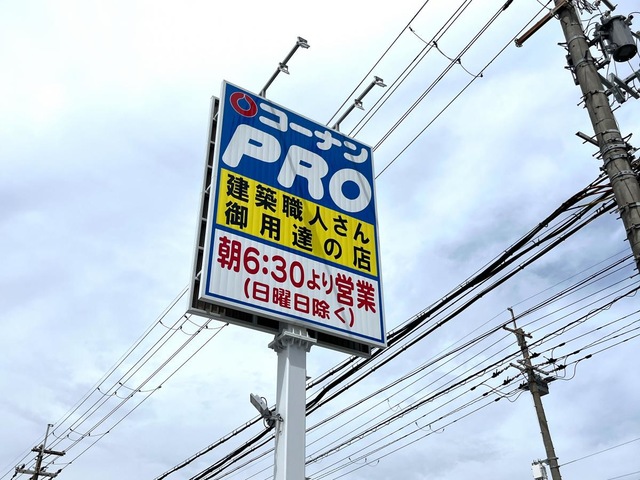 コーナン
PRO
建築職人さん
御用達の店
朝6:30より営業
(日曜日除く)